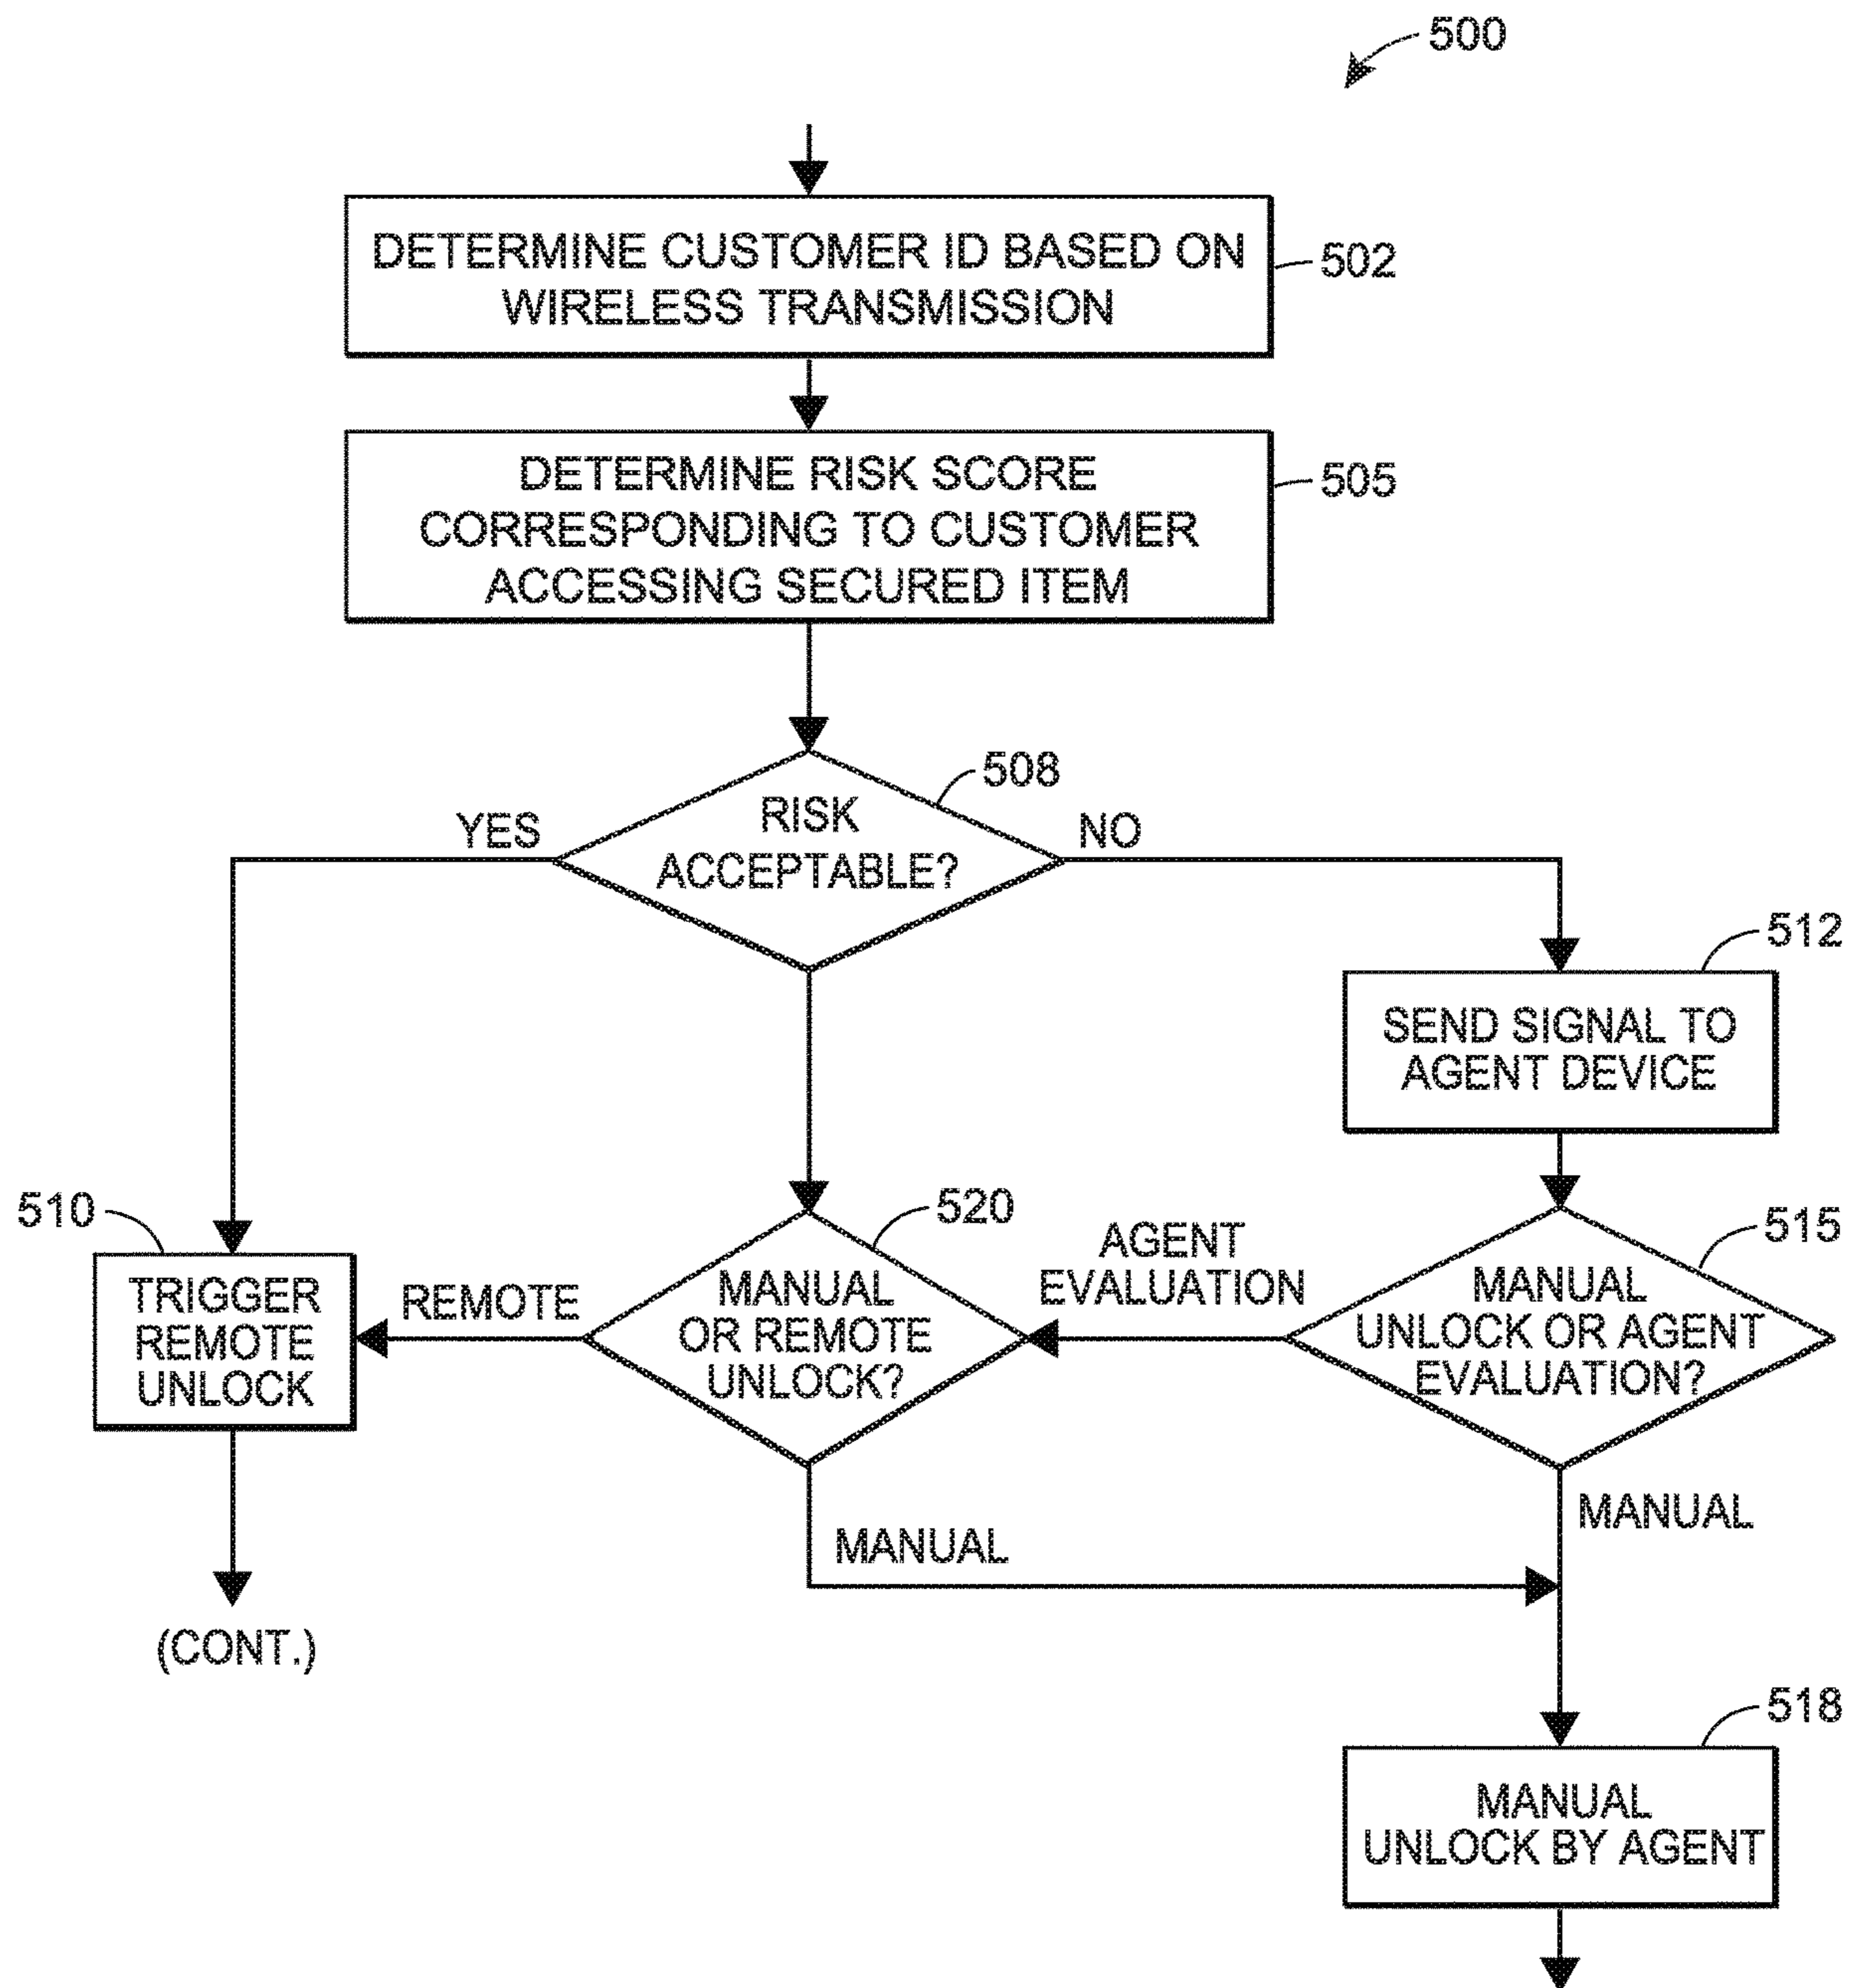 500
DETERMINE CUSTOMER ID BASED ON
WIRELESS TRANSMISSION
502
DETERMINE RISK SCORE
CORRESPONDING TO CUSTOMER
ACCESSING SECURED ITEM
505
508
RISK
ACCEPTABLE?
YES
NO
512
SEND SIGNAL TO
AGENT DEVICE
510
TRIGGER
REMOTE
UNLOCK
REMOTE
520
MANUAL
OR REMOTE
UNLOCK?
AGENT
EVALUATION
515
MANUAL
UNLOCK OR AGENT
EVALUATION?
MANUAL
MANUAL
(CONT.)
518
MANUAL
UNLOCK BY AGENT